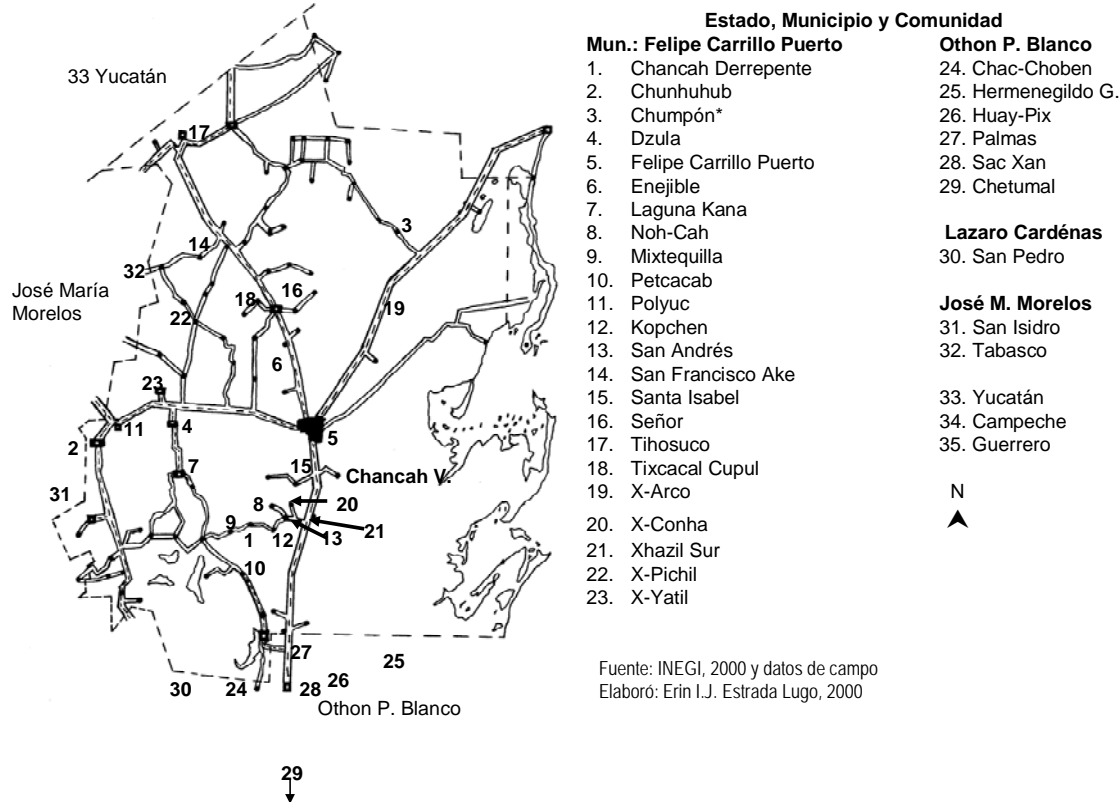 33 Yucatán
17
3
14
32
José María
Morelos
18
16
19
22
6
23
11
4
5
2
7
15
Chancah V.
31
8
20
9
21
1
12
13
10
27
25
26
30
24
28
Othon P. Blanco
29
Estado, Municipio y Comunidad
Mun.: Felipe Carrillo Puerto
1. Chancah Derrepente
2. Chunhuhub
3. Chumpón*
4. Dzula
5. Felipe Carrillo Puerto
6. Enejible
7. Laguna Kana
8. Noh-Cah
9. Mixtequilla
10. Petcacab
11. Polyuc
12. Kopchen
13. San Andrés
14. San Francisco Ake
15. Santa Isabel
16. Señor
17. Tihosuco
18. Tixcacal Cupul
19. X-Arco
20. X-Conha
21. Xhazil Sur
22. X-Pichil
23. X-Yatil
Othon P. Blanco
24. Chac-Choben
25. Hermenegildo G.
26. Huay-Pix
27. Palmas
28. Sac Xan
29. Chetumal
Lazaro Cardénas
30. San Pedro
José M. Morelos
31. San Isidro
32. Tabasco
33. Yucatán
34. Campeche
35. Guerrero
N
Fuente: INEGI, 2000 y datos de campo
Elaboró: Erin I.J. Estrada Lugo, 2000